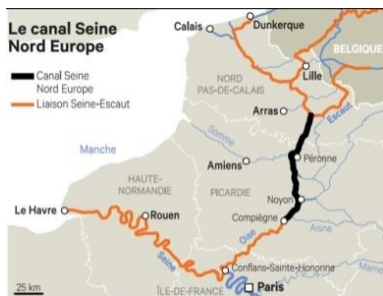 Le canal Seine
Nord Europe
Canal Seine
Nord Europe
Liaison Seine-Escaut
Calais
Dunkerque
BELGIQUE
Lille
NORD
PAS-DE-CALAIS
Arras
Escaut
Somme
Manche
Péronne
Amiens
HAUTE-
NORMANDIE
PICARDIE
Noyon
Le Havre
Rouen
Compiègne
Oise
Aisne
Seine
Conflans-Sainte-Honorine
Marne
25 km
ÎLE-DE-FRANCE
Paris